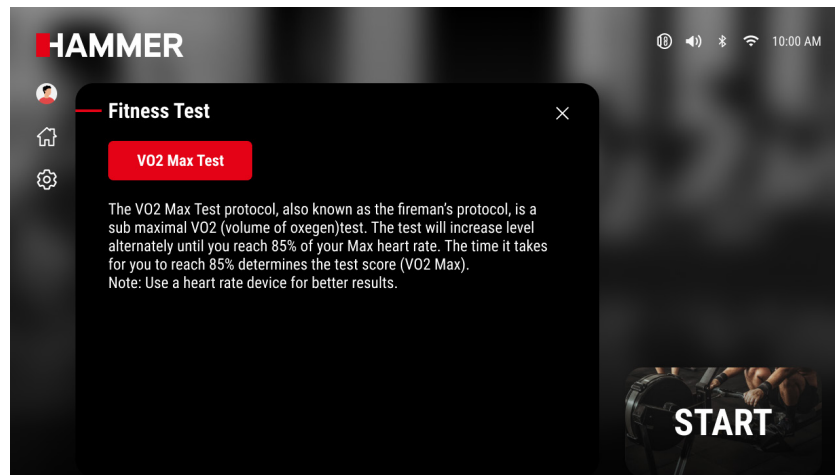 HAMMER
18
10:00 AM
Fitness Test
VO2 Max Test
The VO2 Max Test protocol, also known as the fireman's protocol, is a
sub maximal VO2 (volume of oxegen)test. The test will increase level
alternately until you reach 85% of your Max heart rate. The time it takes
for you to reach 85% determines the test score (VO2 Max).
Note: Use a heart rate device for better results.
START